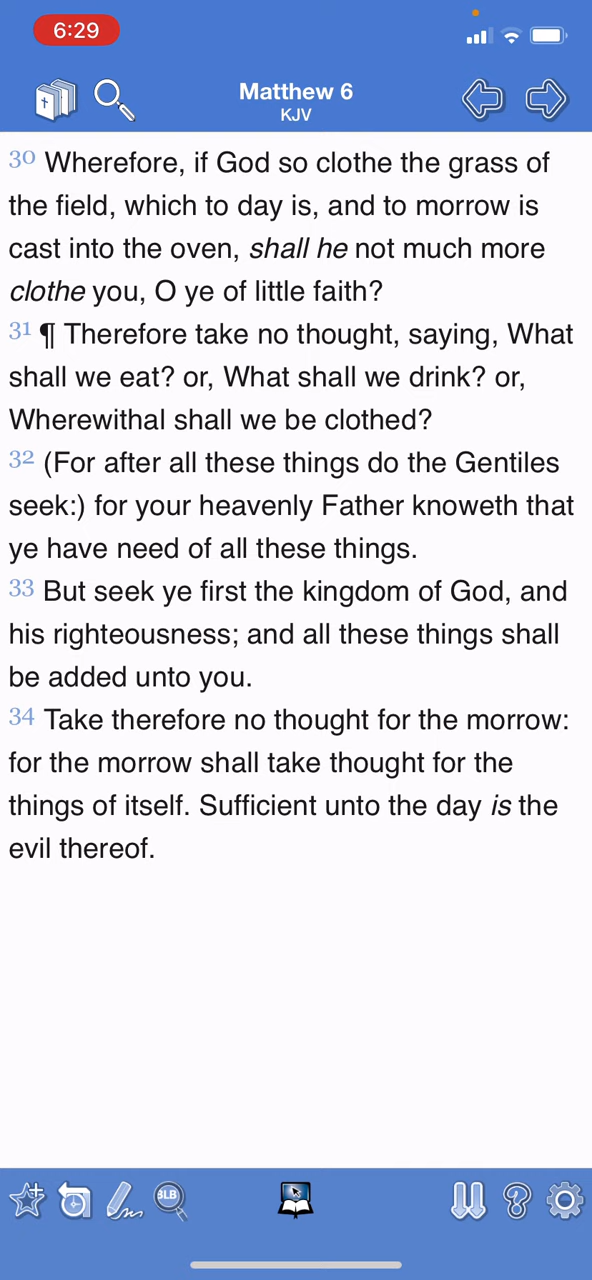 6:29
Matthew 6
KJV
30 Wherefore, if God so clothe the grass of
the field, which to day is, and to morrow is
cast into the oven, shall he not much more
clothe you, O ye of little faith?
31 ¶ Therefore take no thought, saying, What
shall we eat? or, What shall we drink? or,
Wherewithal shall we be clothed?
32 (For after all these things do the Gentiles
seek:) for your heavenly Father knoweth that
ye have need of all these things.
33 But seek ye first the kingdom of God, and
his righteousness; and all these things shall
be added unto you.
34 Take therefore no thought for the morrow:
for the morrow shall take thought for the
things of itself. Sufficient unto the day is the
evil thereof.
BLB